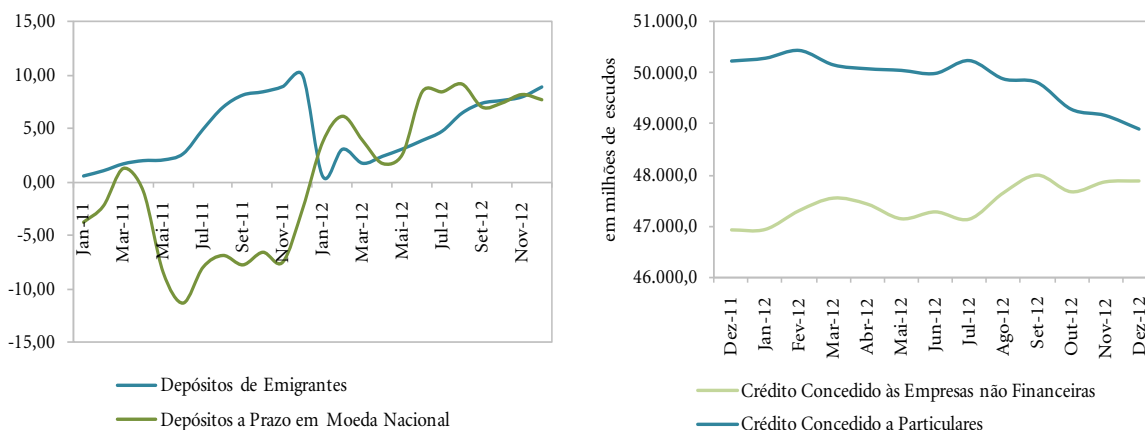 15,00
10,00
5,00
0,00
-5,00
-10,00
-15,00
Jan-11
Mar-11
Mai-11
Jul-11
Set-11
Nov-11
Jan-12
Mar-12
Mai-12
Jul-12
Set-12
Nov-12
Depósitos de Emigrantes
Depósitos a Prazo em Moeda Nacional
em milhões de escudos
51.000,0
50.000,0
49.000,0
48.000,0
47.000,0
46.000,0
Dez-11
Jan-12
Fev-12
Mar-12
Abr-12
Mai-12
Jun-12
Jul-12
Ago-12
Set-12
Out-12
Nov-12
Dez-12
Crédito Concedido às Empresas não Financeiras
Crédito Concedido a Particulares